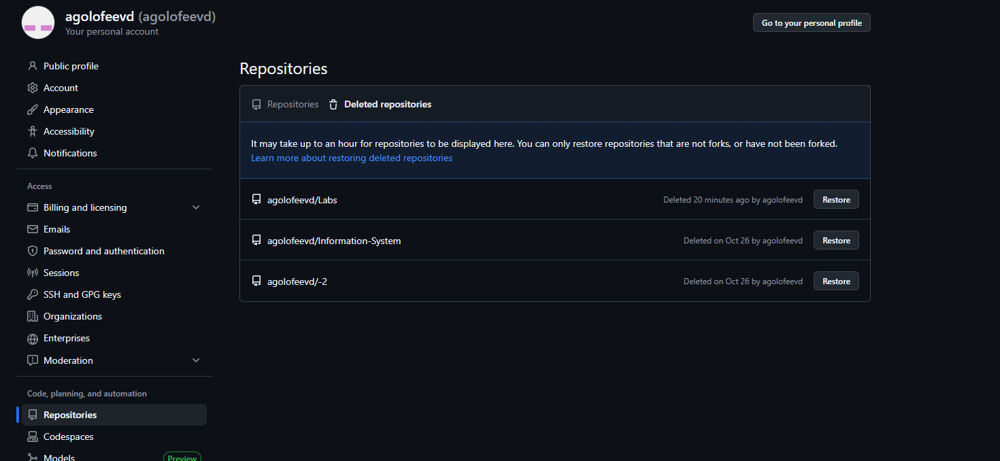 agolofeevd (agolofeevd)
Your personal account
Go to your personal profile
Public profile
Account
Appearance
Accessibility
Notifications
Access
Billing and licensing
Emails
Password and authentication
Sessions
SSH and GPG keys
Organizations
Enterprises
Moderation
Code, planning, and automation
Repositories
Codespaces
Models Preview
Repositories
Repositories Deleted repositories
It may take up to an hour for repositories to be displayed here. You can only restore repositories that are not forks, or have not been forked.
Learn more about restoring deleted repositories
agolofeevd/Labs Deleted 20 minutes ago by agolofeevd Restore
agolofeevd/Information-System Deleted on Oct 26 by agolofeevd Restore
agolofeevd/-2 Deleted on Oct 26 by agolofeevd Restore